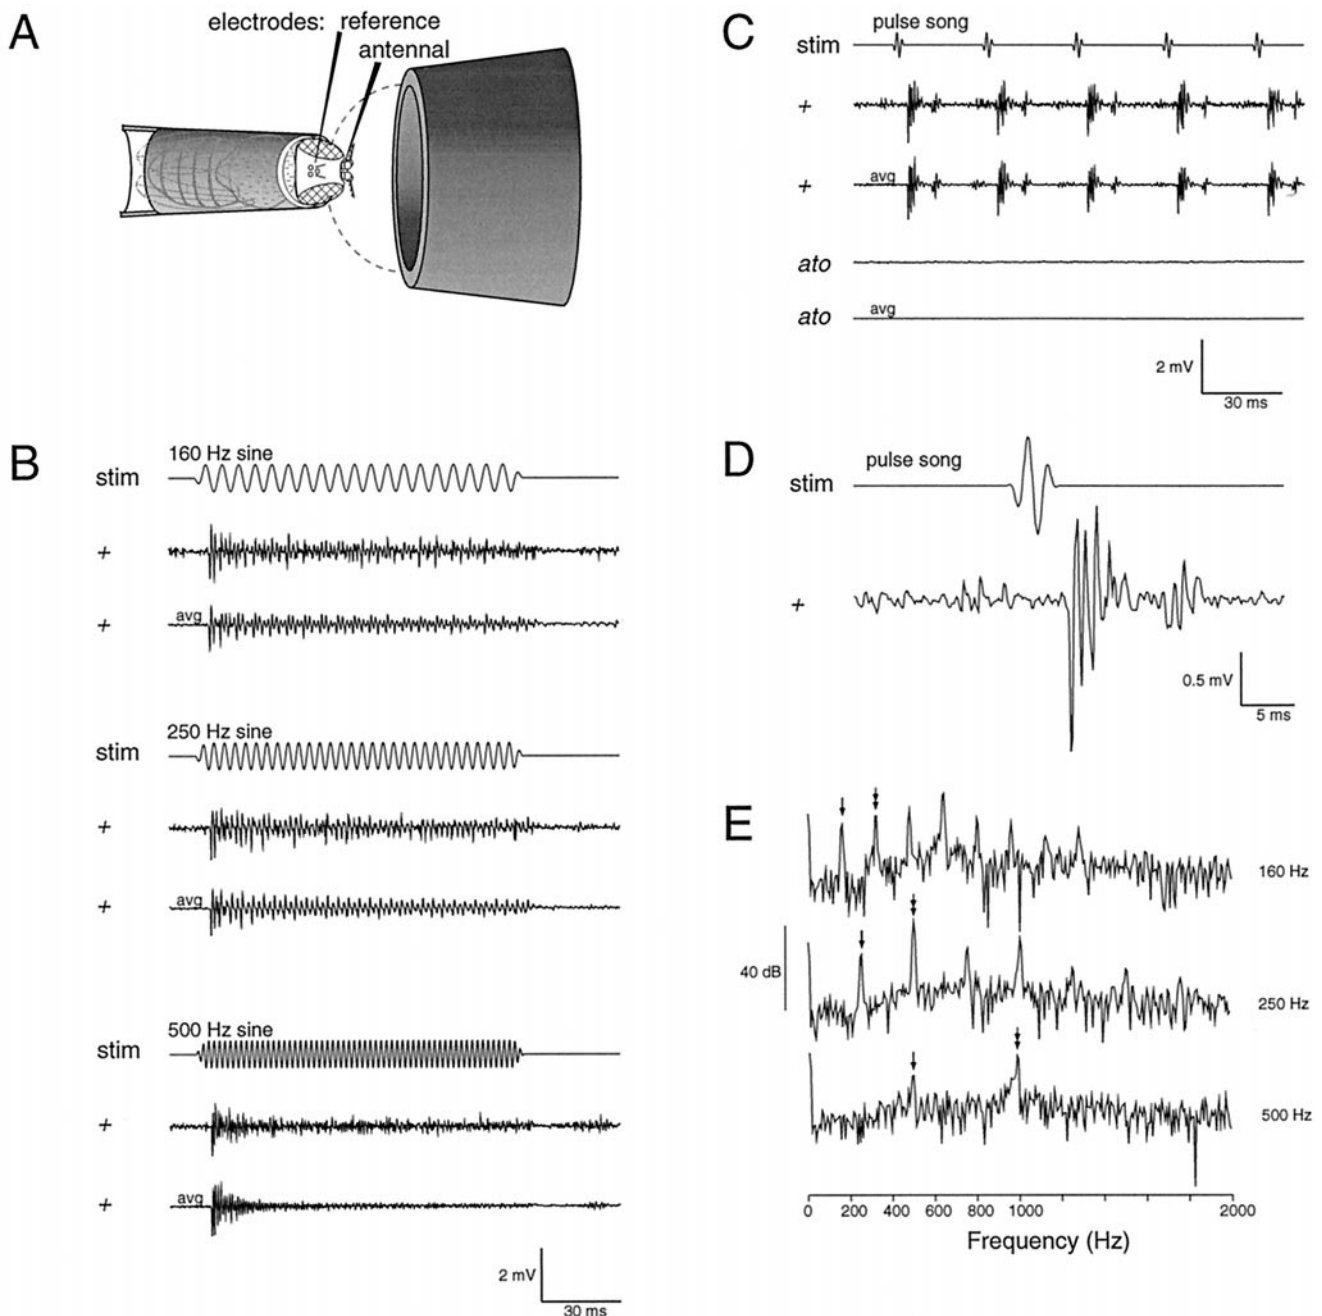 A
electrodes: reference
antennal
B
160 Hz sine
stim
+
avg
+
250 Hz sine
stim
+
avg
+
500 Hz sine
stim
+
avg
+
2 mV
30 ms
C
pulse song
stim
+
avg
+
ato
avg
ato
2 mV
30 ms
D
pulse song
stim
+
0.5 mV
5 ms
E
160 Hz
40 dB
250 Hz
500 Hz
0 200 400 600 800 1000 2000
Frequency (Hz)